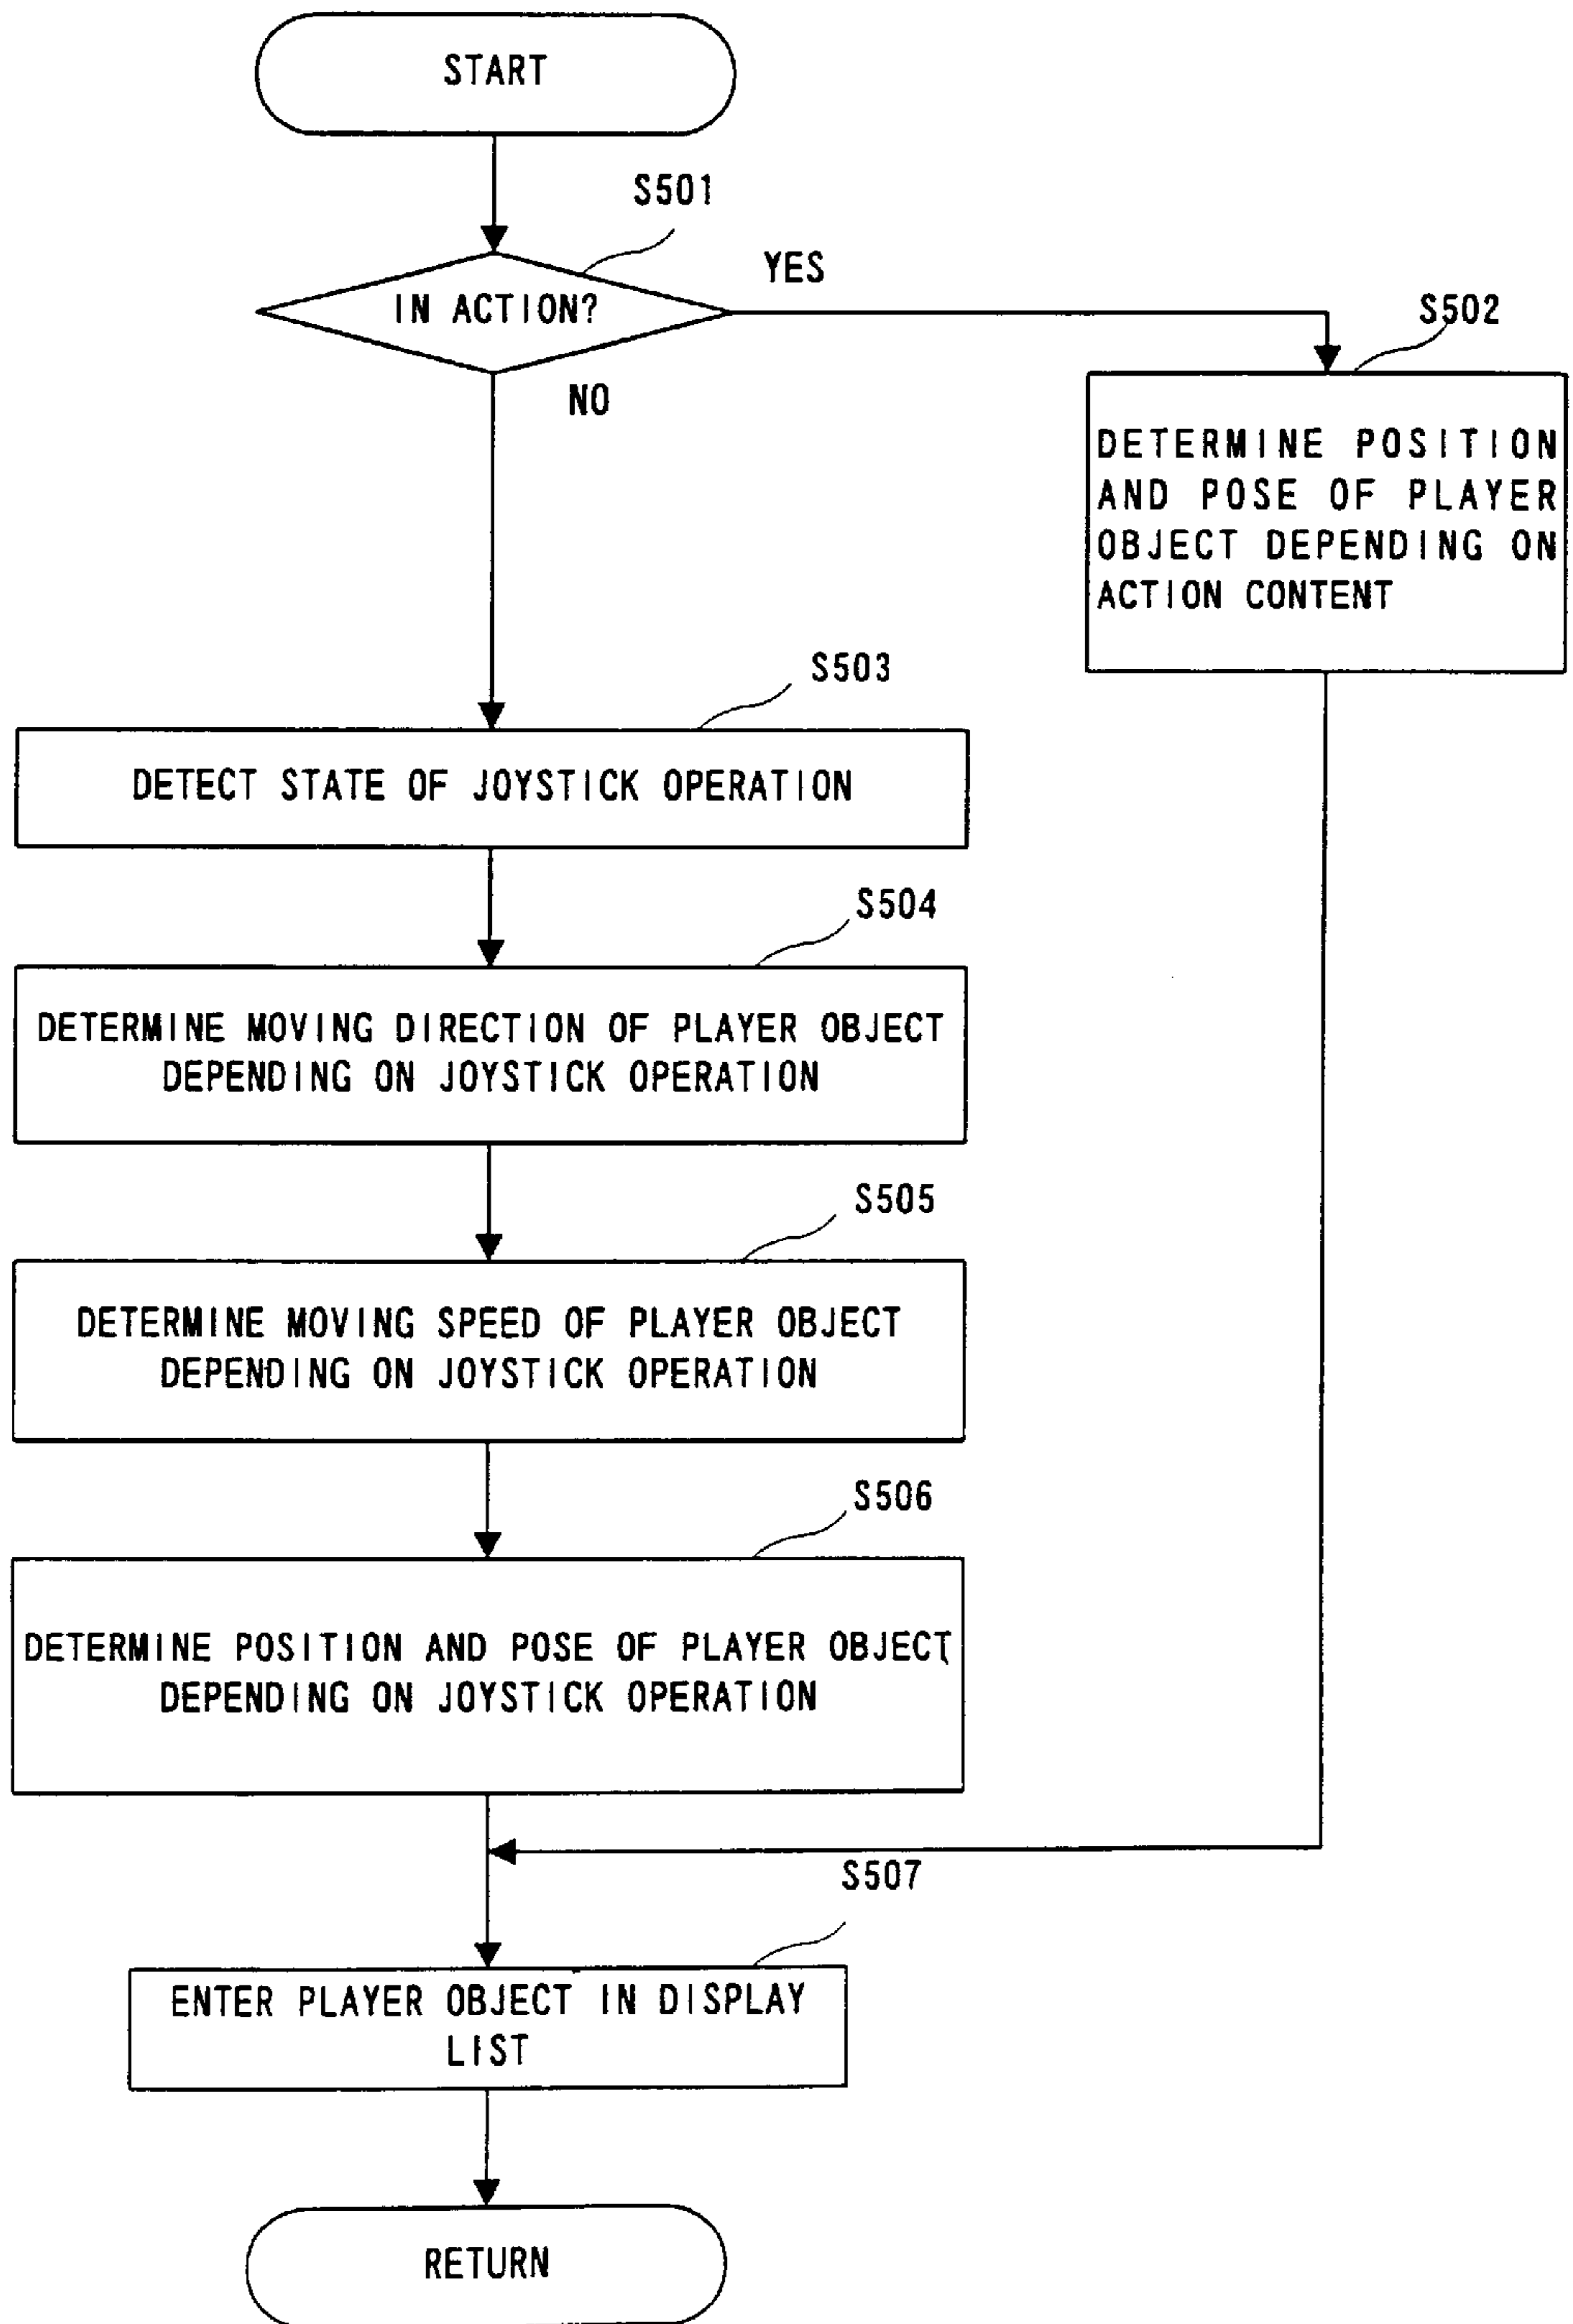 START
S501
YES
IN ACTION?
S502
NO
DETERMINE POSITION
AND POSE OF PLAYER
OBJECT DEPENDING ON
ACTION CONTENT
S503
DETECT STATE OF JOYSTICK OPERATION
S504
DETERMINE MOVING DIRECTION OF PLAYER OBJECT
DEPENDING ON JOYSTICK OPERATION
S505
DETERMINE MOVING SPEED OF PLAYER OBJECT
DEPENDING ON JOYSTICK OPERATION
S506
DETERMINE POSITION AND POSE OF PLAYER OBJECT
DEPENDING ON JOYSTICK OPERATION
S507
ENTER PLAYER OBJECT IN DISPLAY
LIST
RETURN